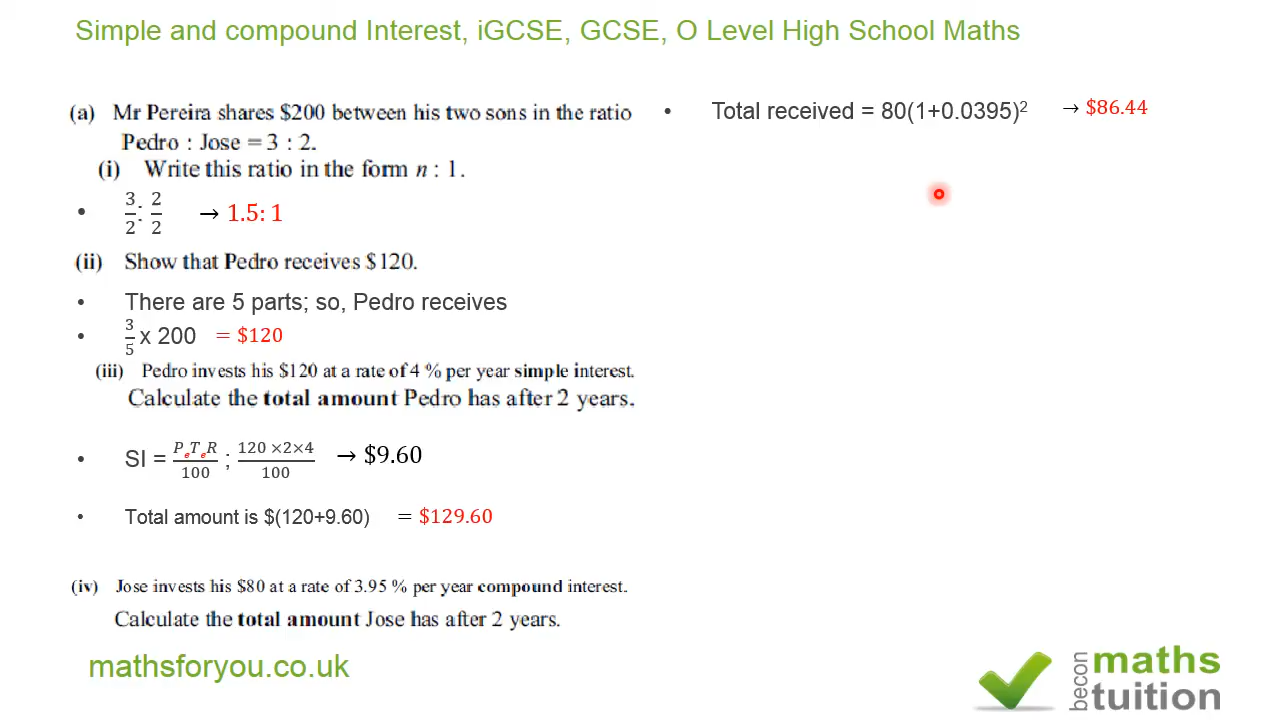 Simple and compound Interest, iGCSE, GCSE, O Level High School Maths
(a) Mr Pereira shares $200 between his two sons in the ratio
Pedro : Jose = 3 : 2.
(i) Write this ratio in the form n : 1.
• 3/2 : 2/2 → 1.5: 1
(ii) Show that Pedro receives $120.
• There are 5 parts; so, Pedro receives
• 3/5 x 200 = $120
(iii) Pedro invests his $120 at a rate of 4 % per year simple interest.
Calculate the total amount Pedro has after 2 years.
• SI = PₑTₑR/100 ; 120 ×2×4/100 → $9.60
• Total amount is $(120+9.60) = $129.60
(iv) Jose invests his $80 at a rate of 3.95 % per year compound interest.
Calculate the total amount Jose has after 2 years.
• Total received = 80(1+0.0395)² → $86.44
mathsforyou.co.uk
becon
maths
tuition